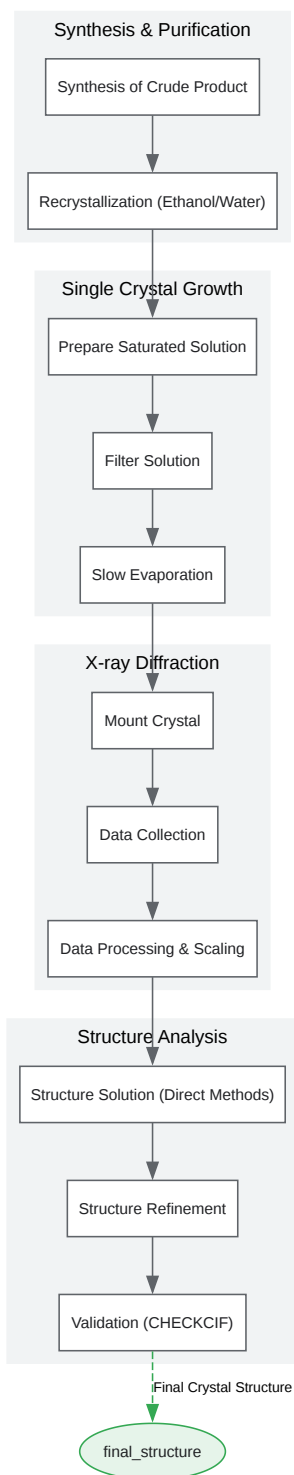 Synthesis & Purification
Synthesis of Crude Product
Recrystallization (Ethanol/Water)
Single Crystal Growth
Prepare Saturated Solution
Filter Solution
Slow Evaporation
X-ray Diffraction
Mount Crystal
Data Collection
Data Processing & Scaling
Structure Analysis
Structure Solution (Direct Methods)
Structure Refinement
Validation (CHECKCIF)
Final Crystal Structure
final_structure